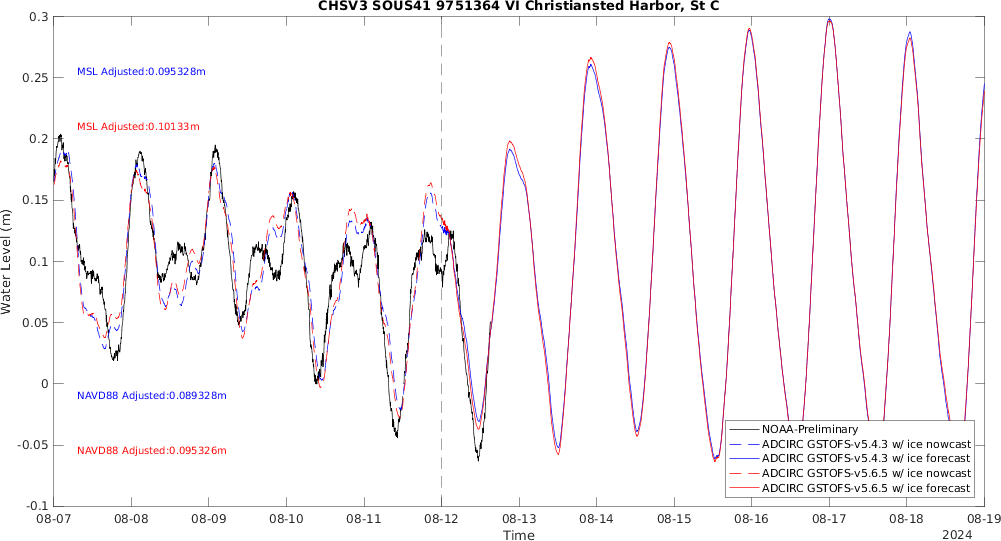 CHSV3 SOUS41 9751364 VI Christiansted Harbor, St C
0.3
0.25
0.2
0.15
0.1
0.05
0
-0.05
-0.1
Water Level (m)
MSL Adjusted:0.095328m
MSL Adjusted:0.10133m
NAVD88 Adjusted:0.089328m
NAVD88 Adjusted:0.095326m
NOAA-Preliminary
ADCIRC GSTOFS-v5.4.3 w/ ice nowcast
ADCIRC GSTOFS-v5.4.3 w/ ice forecast
ADCIRC GSTOFS-v5.6.5 w/ ice nowcast
ADCIRC GSTOFS-v5.6.5 w/ ice forecast
08-07 08-08 08-09 08-10 08-11 08-12 08-13 08-14 08-15 08-16 08-17 08-18 08-19
Time
2024